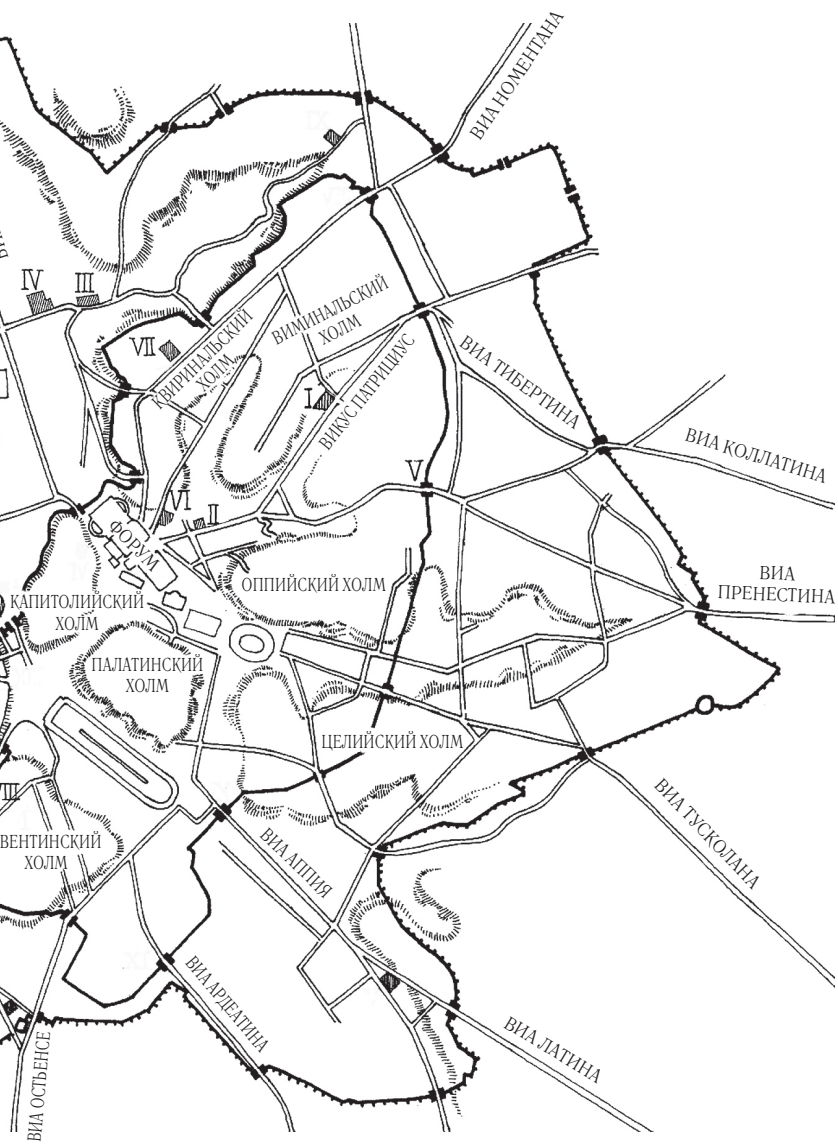 ВИА НОМЕНТАНА
IV
III
VII
КВИРИНАЛЬСКИЙ
ХОЛМ
ВИМИНАЛЬСКИЙ
ХОЛМ
I
ВИКУС ПАТРИЦИУС
ВИА ТИБЕРТИНА
ВИА КОЛЛАТИНА
V
VI
II
ФОРУМ
ОППИЙСКИЙ ХОЛМ
ВИА
ПРЕНЕСТИНА
КАПИТОЛИЙСКИЙ
ХОЛМ
ПАЛАТИНСКИЙ
ХОЛМ
ЦЕЛИЙСКИЙ ХОЛМ
VIII
ВЕНТИНСКИЙ
ХОЛМ
ВИА АППИЯ
ВИА ТУСКОЛАНА
ВИА АРДЕАТИНА
ВИА ЛАТИНА
ВИА ОСТЬЕНСЕ